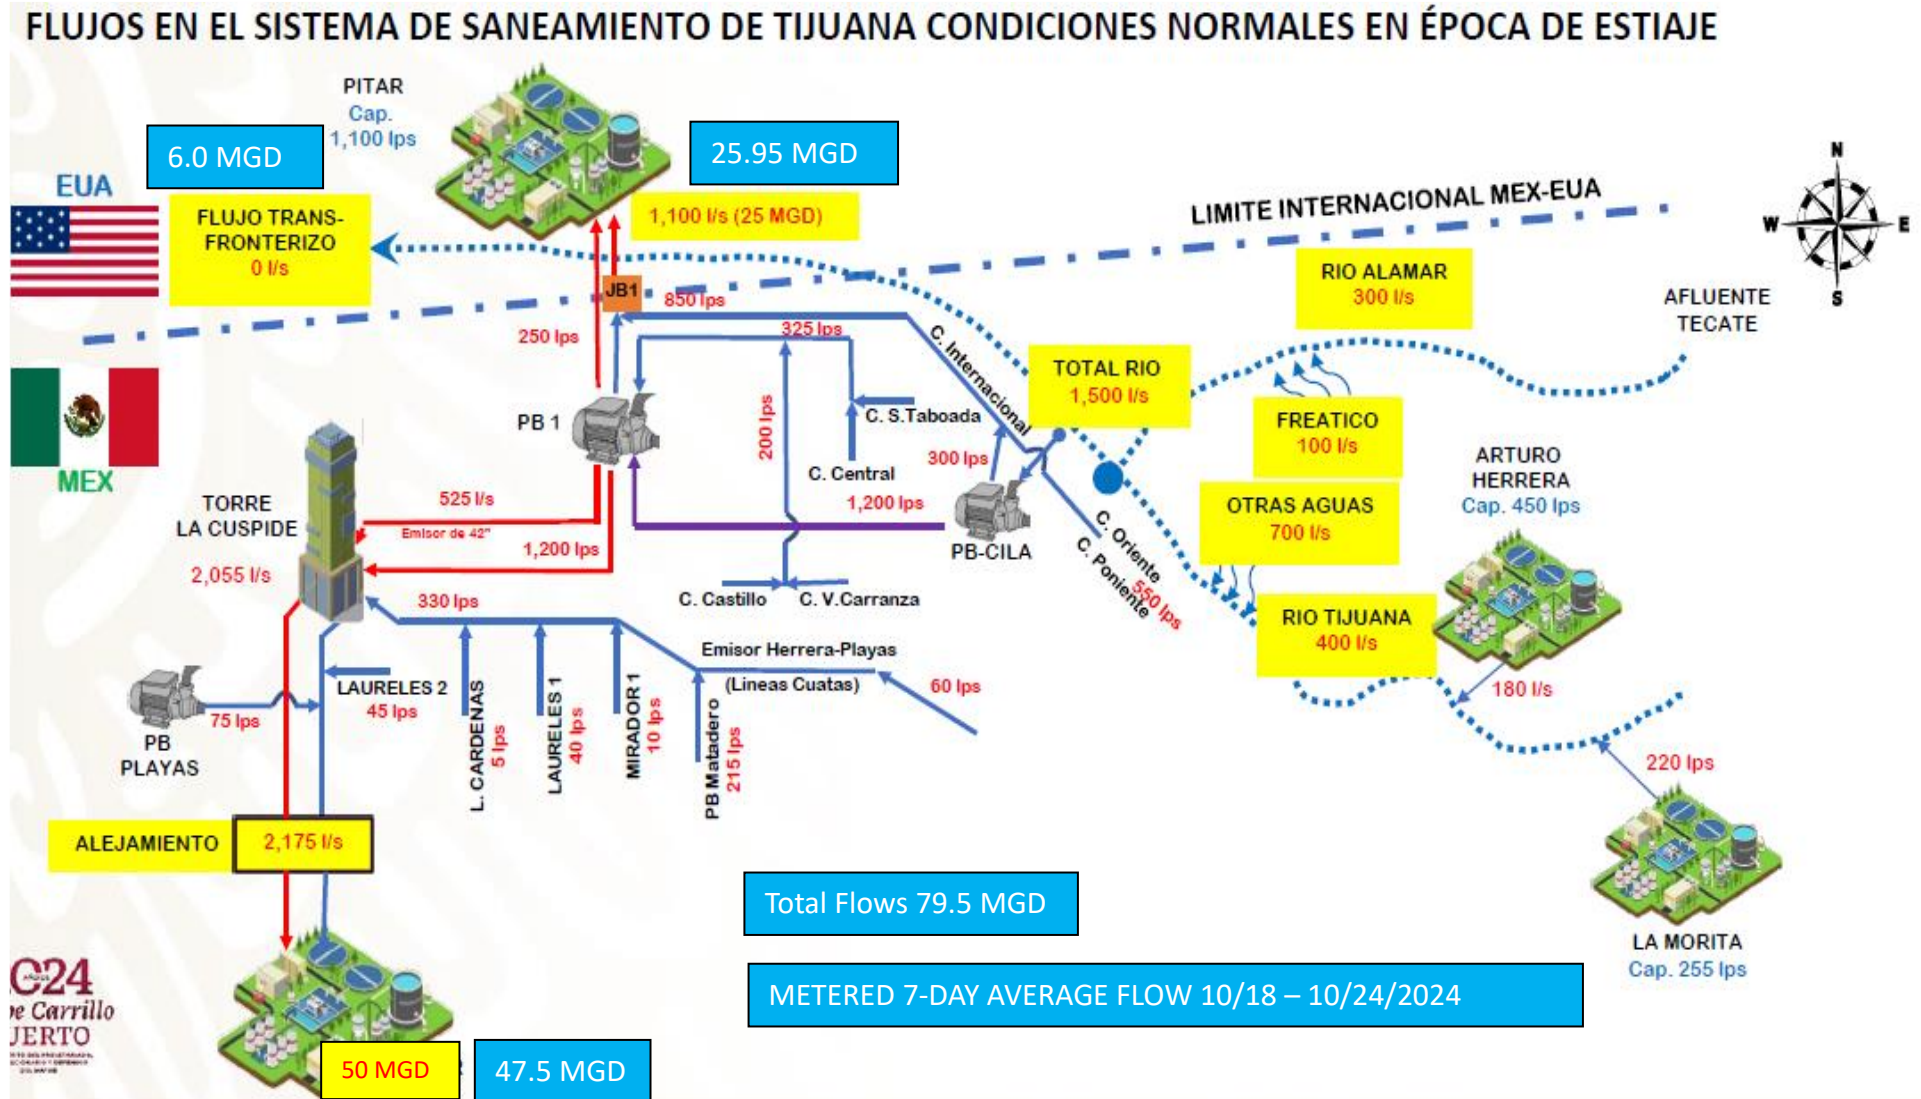 FLUJOS EN EL SISTEMA DE SANEAMIENTO DE TIJUANA CONDICIONES NORMALES EN ÉPOCA DE ESTIAJE
PITAR
Cap.
1,100 lps
6.0 MGD
25.95 MGD
EUA
FLUJO TRANS-
FRONTERIZO
0 l/s
1,100 l/s (25 MGD)
LIMITE INTERNACIONAL MEX-EUA
N
W
E
S
RIO ALAMAR
300 l/s
AFLUENTE
TECATE
JB1
850 lps
250 lps
325 lps
C. Internacional
TOTAL RIO
1,500 l/s
MEX
PB 1
200 lps
C. S.Taboada
C. Central
300 lps
1,200 lps
PB-CILA
FREATICO
100 l/s
OTRAS AGUAS
700 l/s
ARTURO
HERRERA
Cap. 450 lps
TORRE
LA CUSPIDE
2,055 l/s
525 l/s
Emisor de 42"
1,200 lps
C. Oriente
C. Poniente
550 lps
C. Castillo
C. V.Carranza
330 lps
RIO TIJUANA
400 l/s
180 l/s
Emisor Herrera-Playas
(Lineas Cuatas)
60 lps
LAURELES 2
45 lps
75 lps
PB
PLAYAS
L. CARDENAS
5 lps
LAURELES 1
40 lps
MIRADOR 1
10 lps
PB Matadero
215 lps
220 lps
ALEJAMIENTO
2,175 l/s
Total Flows 79.5 MGD
METERED 7-DAY AVERAGE FLOW 10/18 – 10/24/2024
LA MORITA
Cap. 255 lps
24
pe Carrillo
UERTO
50 MGD
47.5 MGD